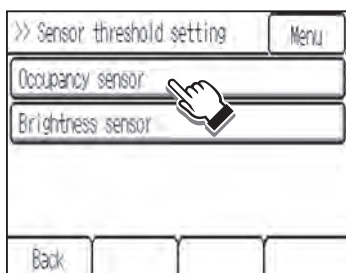 >> Sensor threshold setting Menu
Occupancy sensor
Brightness sensor
Back